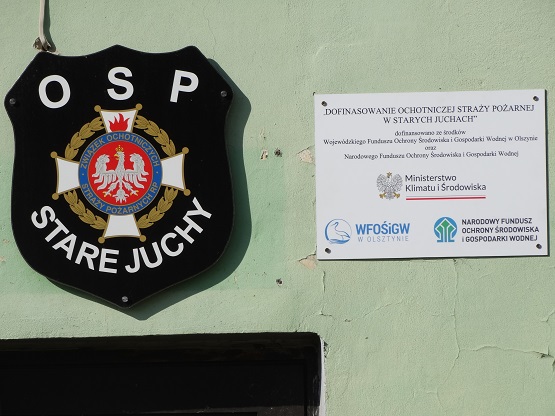 OSP
ZWIĄZEK OCHOTNICZYCH
STRAŻY POŻARNYCH RP
STARE JUCHY
„DOFINASOWANIE OCHOTNICZEJ STRAŻY POŻARNEJ
W STARYCH JUCHACH”
dofinansowano ze środków
Wojewódzkiego Funduszu Ochrony Środowiska i Gospodarki Wodnej w Olsztynie
oraz
Narodowego Funduszu Ochrony Środowiska i Gospodarki Wodnej
Ministerstwo
Klimatu i Środowiska
WFOŚiGW
W OLSZTYNIE
NARODOWY FUNDUSZ
OCHRONY ŚRODOWISKA
i GOSPODARKI WODNEJ